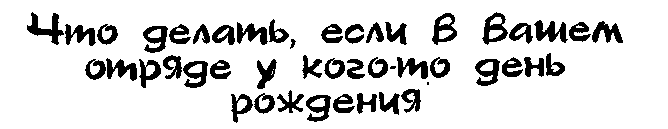 Что делать, если в вашем
отряде у кого-то день
рождения